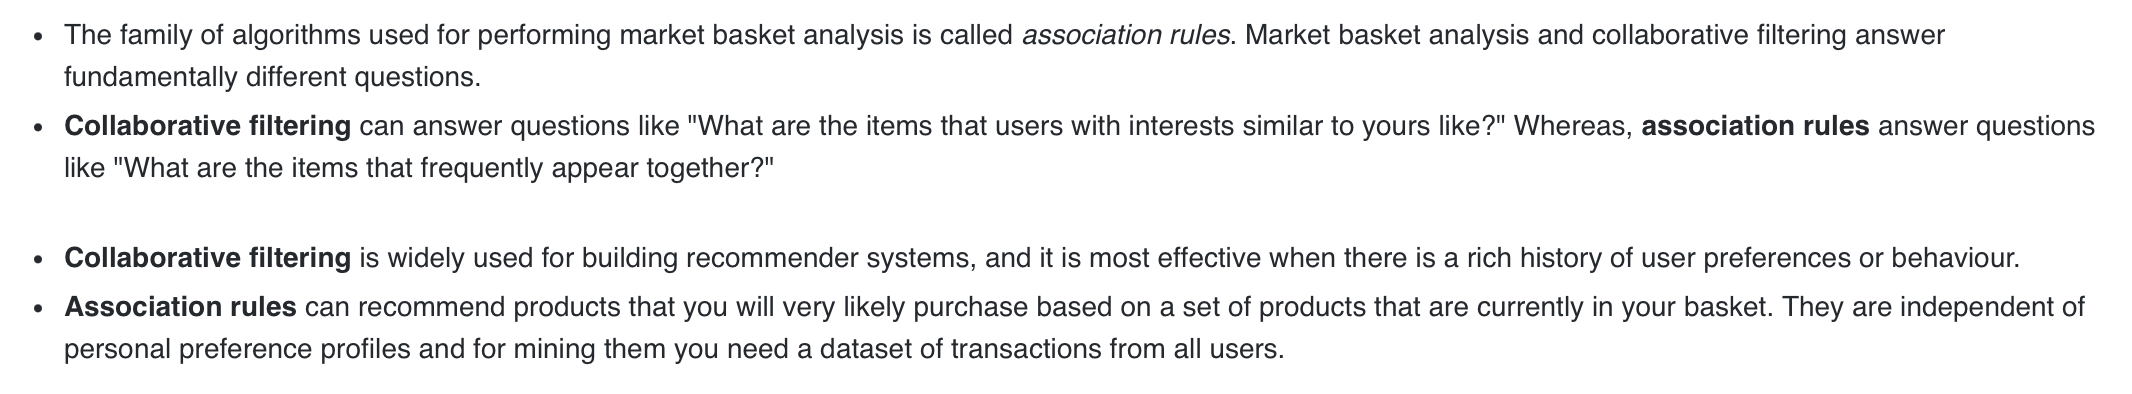 • The family of algorithms used for performing market basket analysis is called association rules. Market basket analysis and collaborative filtering answer
fundamentally different questions.
• Collaborative filtering can answer questions like "What are the items that users with interests similar to yours like?" Whereas, association rules answer questions
like "What are the items that frequently appear together?"
• Collaborative filtering is widely used for building recommender systems, and it is most effective when there is a rich history of user preferences or behaviour.
• Association rules can recommend products that you will very likely purchase based on a set of products that are currently in your basket. They are independent of
personal preference profiles and for mining them you need a dataset of transactions from all users.